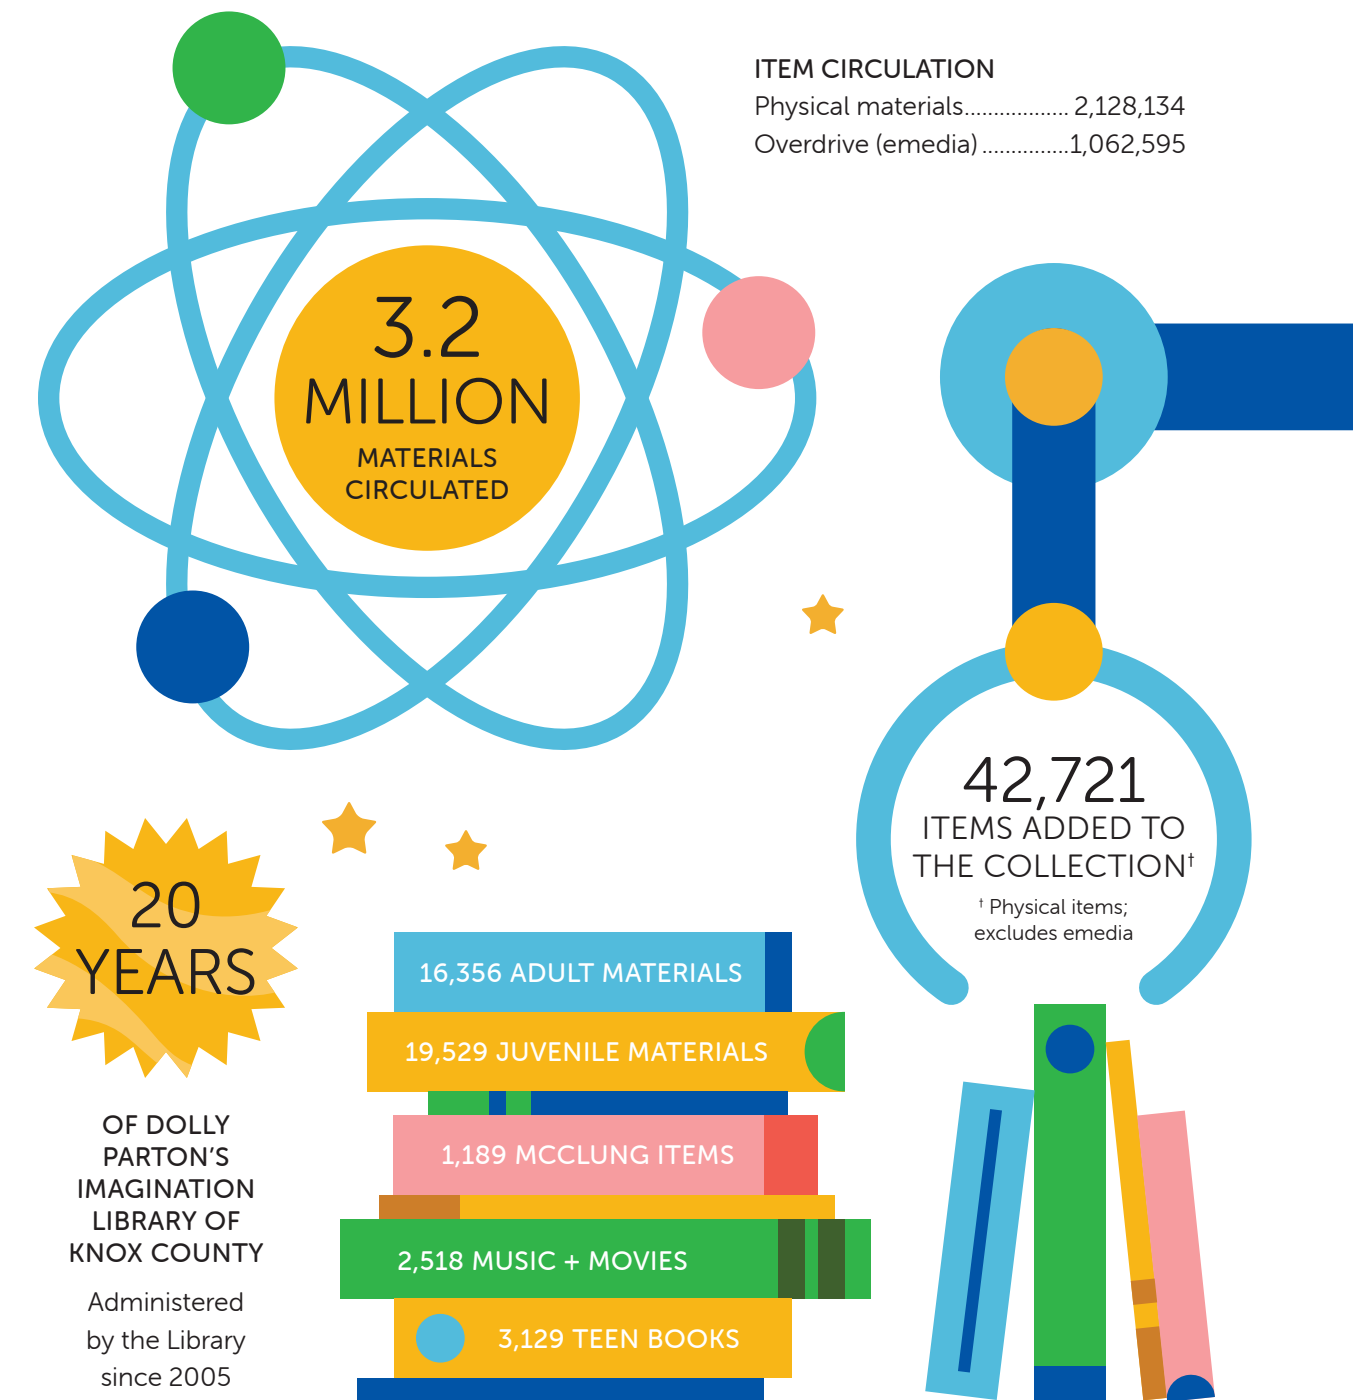 ITEM CIRCULATION
Physical materials.................. 2,128,134
Overdrive (emedia) ...............1,062,595
3.2
MILLION
MATERIALS
CIRCULATED
42,721
ITEMS ADDED TO
THE COLLECTION†
† Physical items;
excludes emedia
20
YEARS
OF DOLLY
PARTON'S
IMAGINATION
LIBRARY OF
KNOX COUNTY
Administered
by the Library
since 2005
16,356 ADULT MATERIALS
19,529 JUVENILE MATERIALS
1,189 MCCLUNG ITEMS
2,518 MUSIC + MOVIES
3,129 TEEN BOOKS